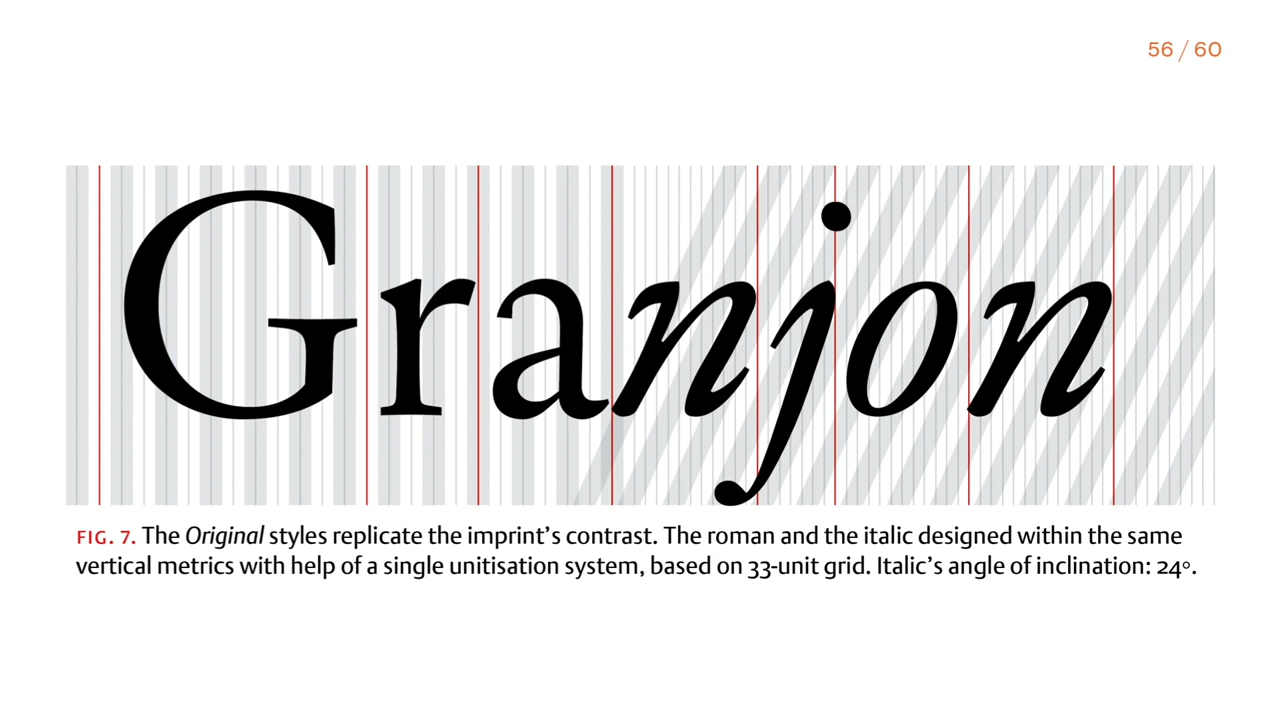 56 / 60
Granjon
FIG. 7. The Original styles replicate the imprint’s contrast. The roman and the italic designed within the same
vertical metrics with help of a single unitisation system, based on 33-unit grid. Italic’s angle of inclination: 24º.